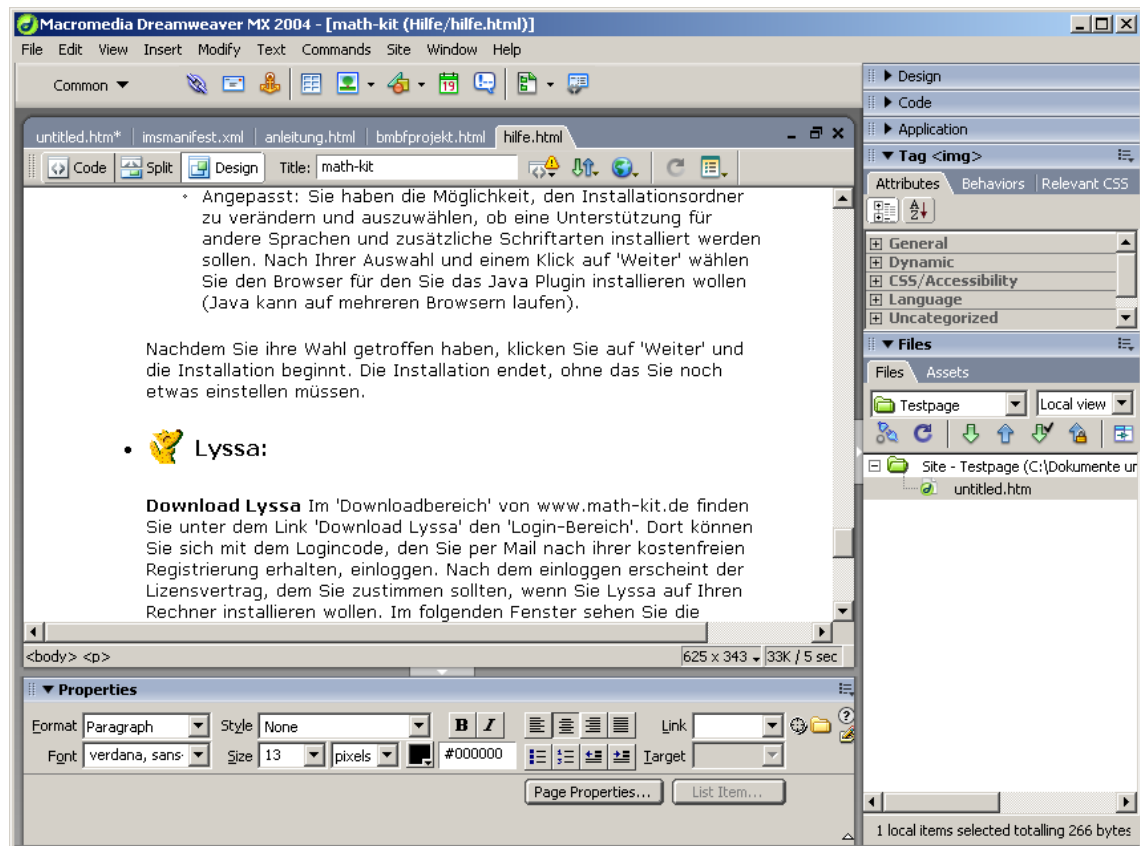 Macromedia Dreamweaver MX 2004 - [math-kit (Hilfe/hilfe.html)]
File Edit View Insert Modify Text Commands Site Window Help
Common
19
untitled.htm* imsmanifest.xml anleitung.html bmbfprojekt.html hilfe.html
Code Split Design Title: math-kit
Angepasst: Sie haben die Möglichkeit, den Installationsordner
zu verändern und auszuwählen, ob eine Unterstützung für
andere Sprachen und zusätzliche Schriftarten installiert werden
sollen. Nach Ihrer Auswahl und einem Klick auf 'Weiter' wählen
Sie den Browser für den Sie das Java Plugin installieren wollen
(Java kann auf mehreren Browsern laufen).
Nachdem Sie ihre Wahl getroffen haben, klicken Sie auf 'Weiter' und
die Installation beginnt. Die Installation endet, ohne das Sie noch
etwas einstellen müssen.
• Lyssa:
Download Lyssa Im 'Downloadbereich' von www.math-kit.de finden
Sie unter dem Link 'Download Lyssa' den 'Login-Bereich'. Dort können
Sie sich mit dem Logincode, den Sie per Mail nach ihrer kostenfreien
Registrierung erhalten, einloggen. Nach dem einloggen erscheint der
Lizensvertrag, dem Sie zustimmen sollten, wenn Sie Lyssa auf Ihren
Rechner installieren wollen. Im folgenden Fenster sehen Sie die
<body> <p> 625 x 343 33K / 5 sec
Properties
Format Paragraph Style None B I Link
Font verdana, sans- Size 13 pixels #000000 Target
Page Properties... List Item...
Design
Code
Application
Tag <img>
Attributes Behaviors Relevant CSS
General
Dynamic
CSS/Accessibility
Language
Uncategorized
Files
Files Assets
Testpage Local view
Site - Testpage (C:\Dokumente ur
untitled.htm
1 local items selected totalling 266 bytes